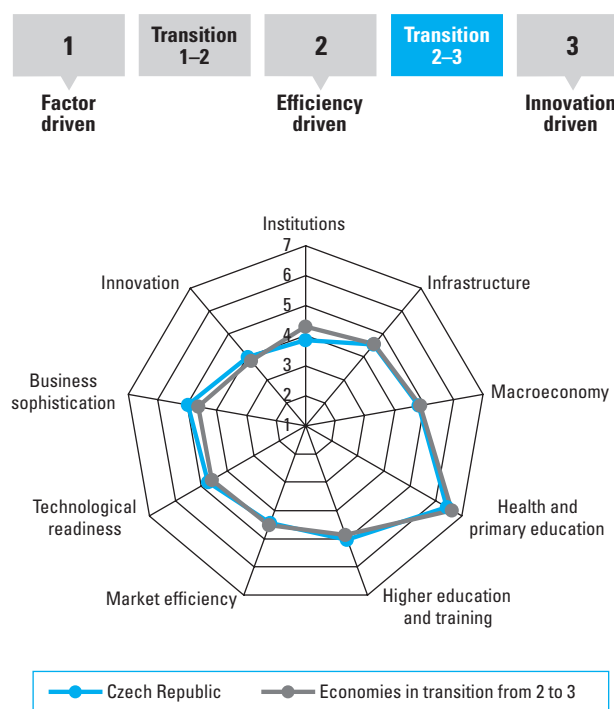 1
Transition
1–2
2
Transition
2–3
3
Factor
driven
Efficiency
driven
Innovation
driven
Institutions
7
6
5
4
3
2
1
Innovation
Infrastructure
Business
sophistication
Macroeconomy
Technological
readiness
Health and
primary education
Market efficiency
Higher education
and training
Czech Republic
Economies in transition from 2 to 3